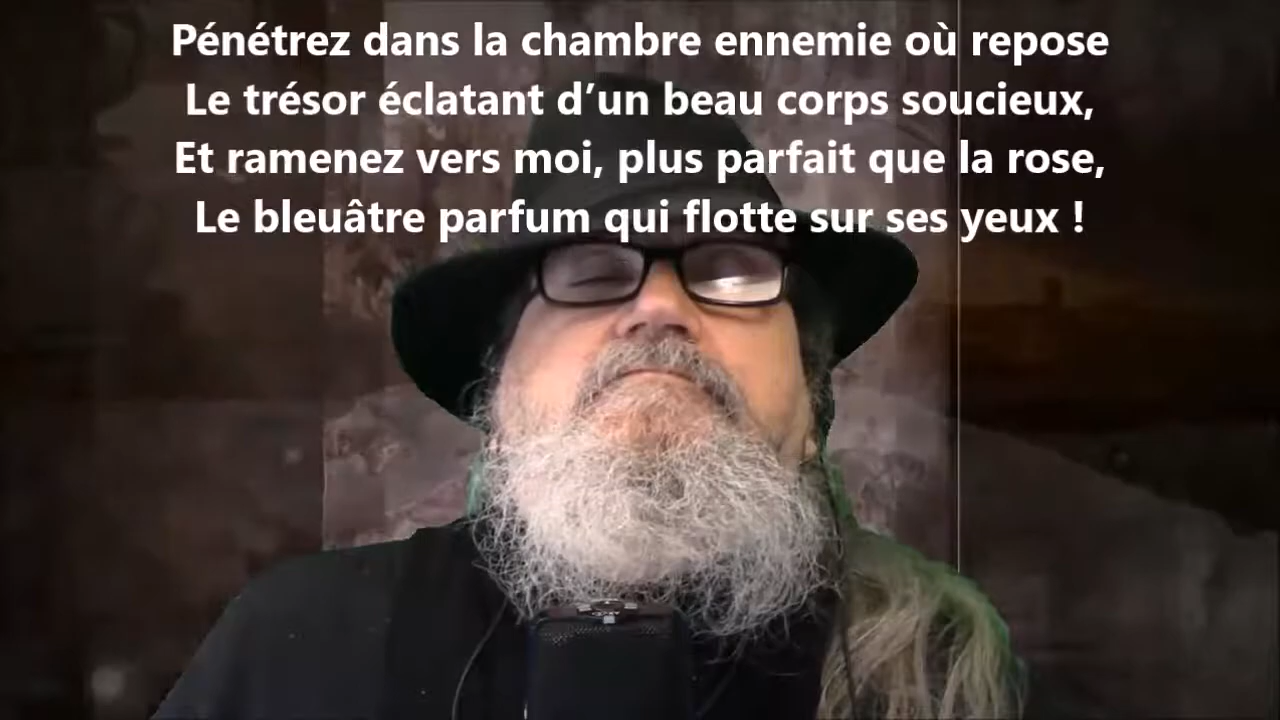 Pénétrez dans la chambre ennemie où repose
Le trésor éclatant d’un beau corps soucieux,
Et ramenez vers moi, plus parfait que la rose,
Le bleuâtre parfum qui flotte sur ses yeux !